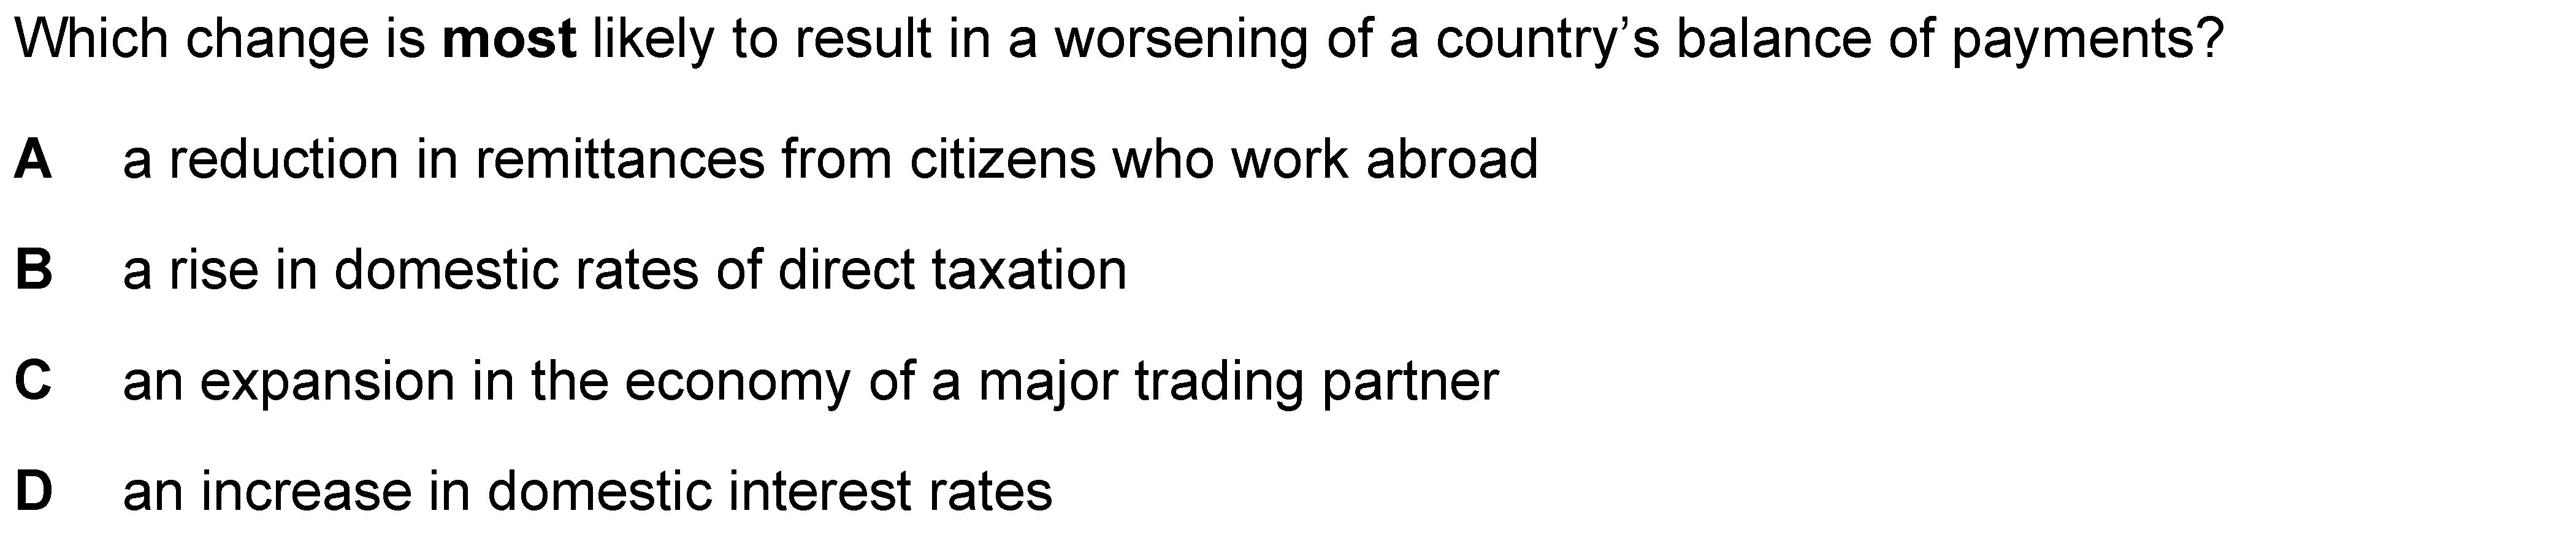 Which change is most likely to result in a worsening of a country’s balance of payments?
A a reduction in remittances from citizens who work abroad
B a rise in domestic rates of direct taxation
C an expansion in the economy of a major trading partner
D an increase in domestic interest rates